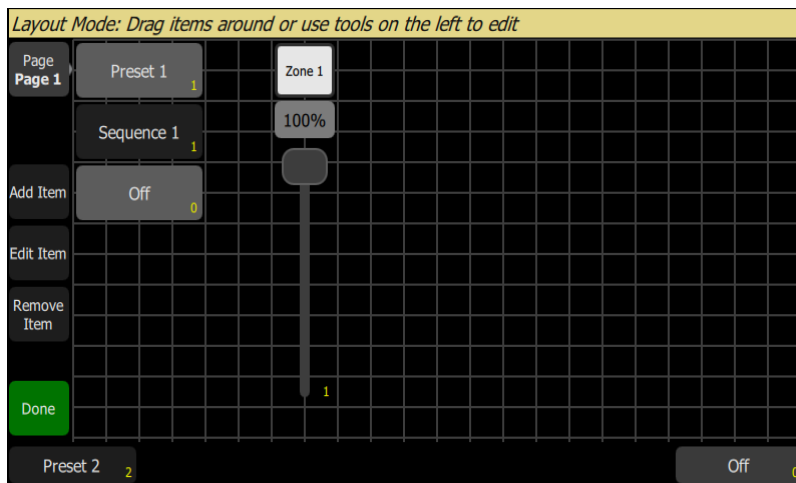 Layout Mode: Drag items around or use tools on the left to edit
Page
Page 1
Preset 1
1
Zone 1
100%
Sequence 1
1
Add Item
Off
0
Edit Item
Remove
Item
1
Done
Preset 2
2
Off
0